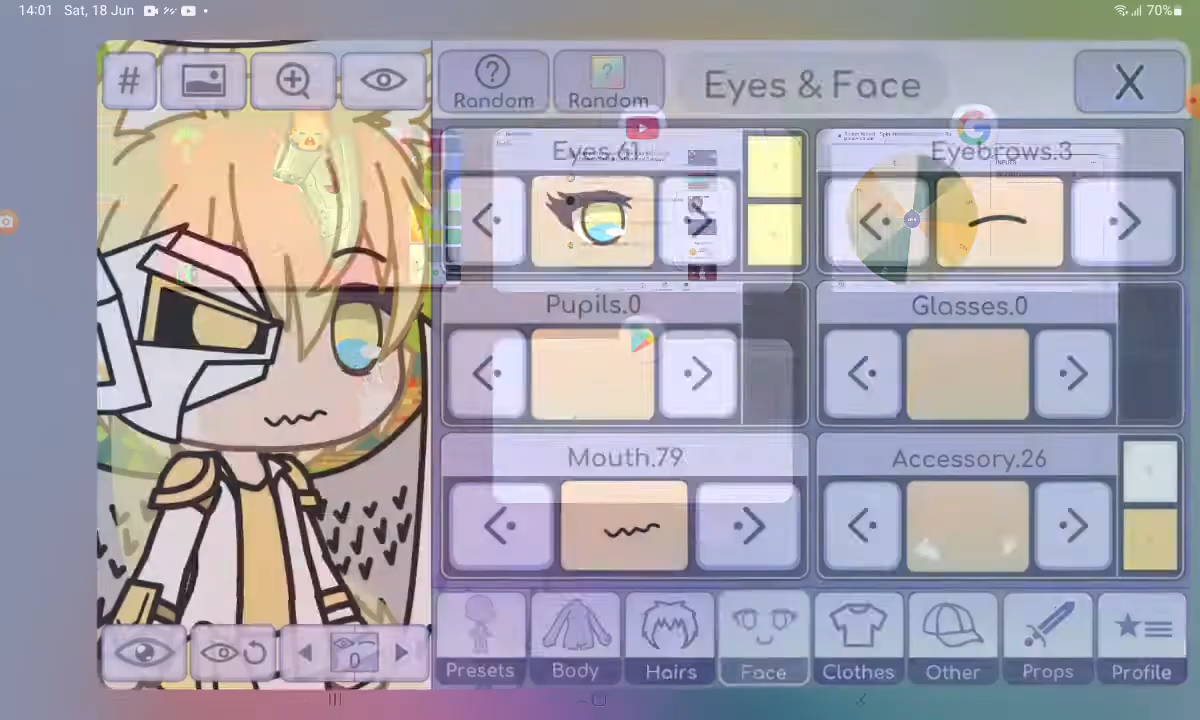 14:01 Sat, 18 Jun
70%
#
Random
Random
Eyes & Face
X
Eyes.61
Eyebrows.3
Pupils.0
Glasses.0
Mouth.79
Accessory.26
0
Presets
Body
Hairs
Face
Clothes
Other
Props
Profile